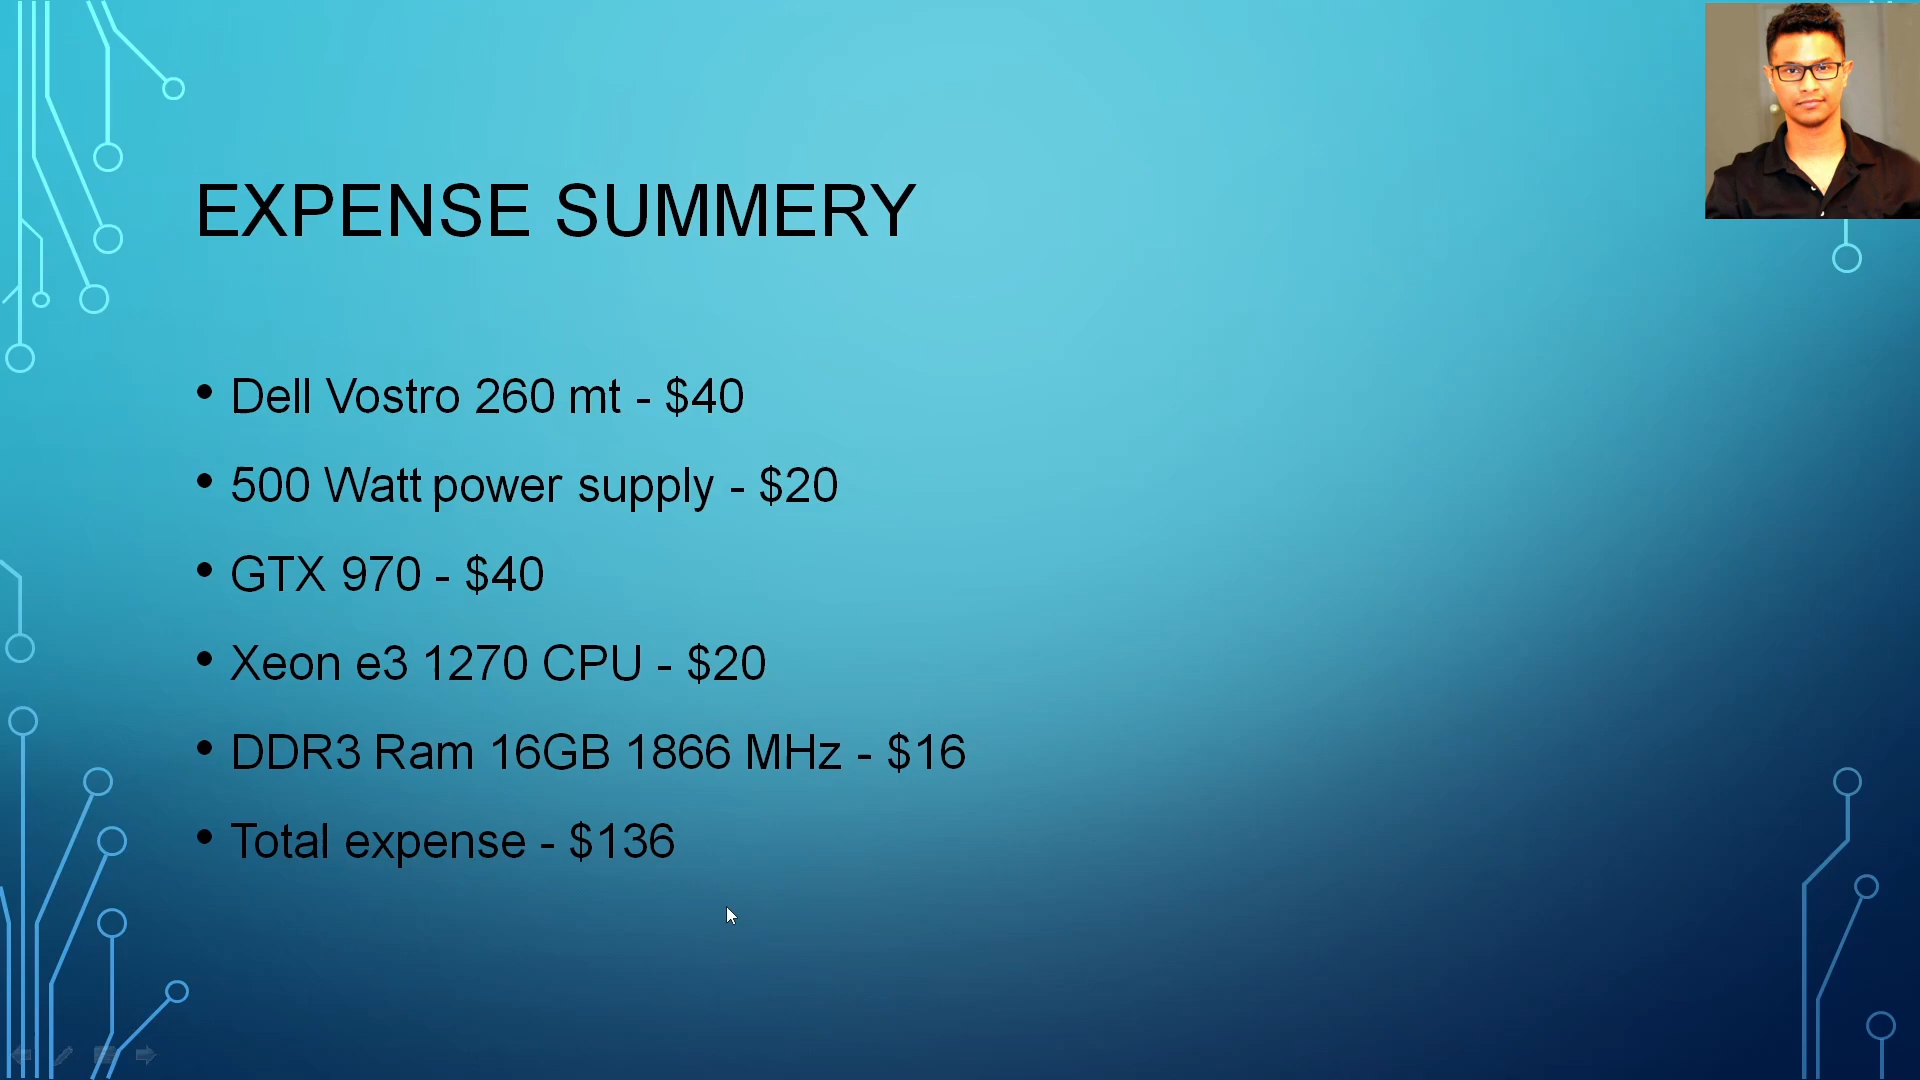 EXPENSE SUMMERY
• Dell Vostro 260 mt - $40
• 500 Watt power supply - $20
• GTX 970 - $40
• Xeon e3 1270 CPU - $20
• DDR3 Ram 16GB 1866 MHz - $16
• Total expense - $136